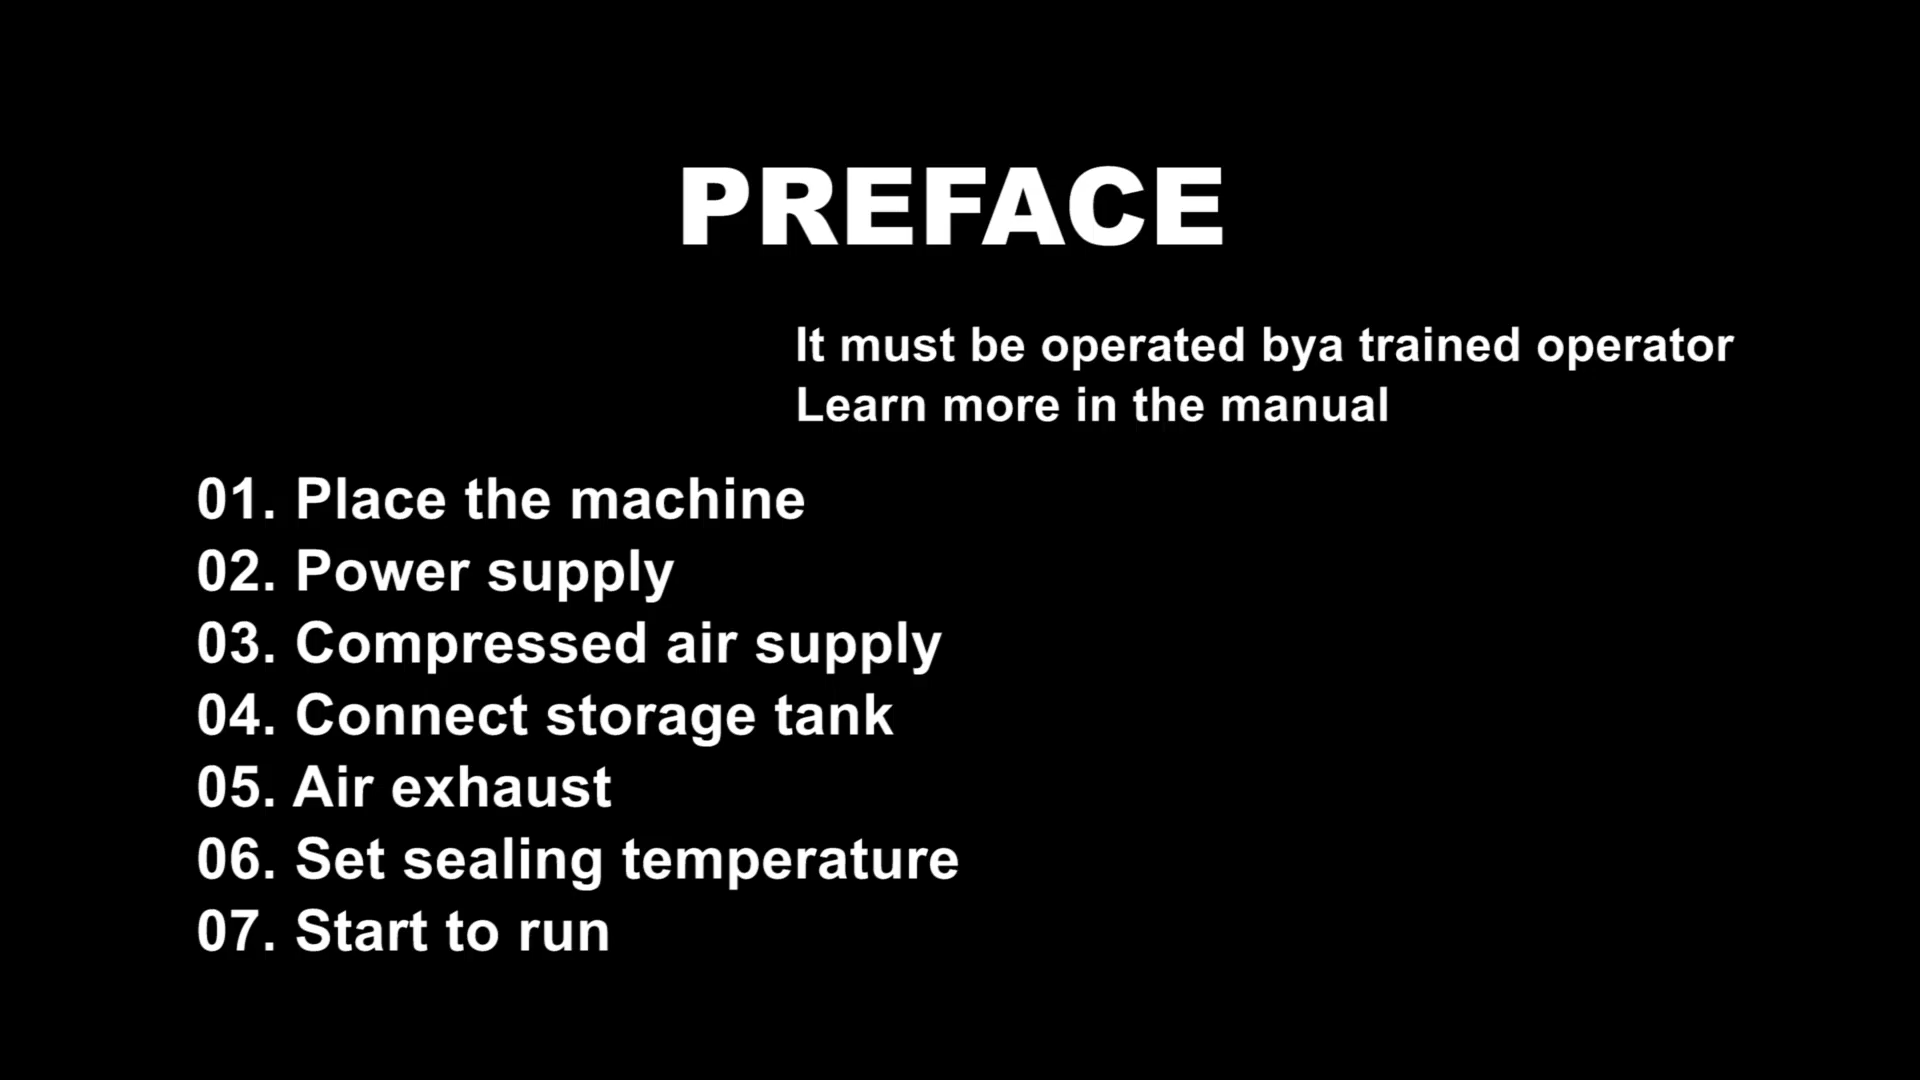 PREFACE
It must be operated bya trained operator
Learn more in the manual
01. Place the machine
02. Power supply
03. Compressed air supply
04. Connect storage tank
05. Air exhaust
06. Set sealing temperature
07. Start to run